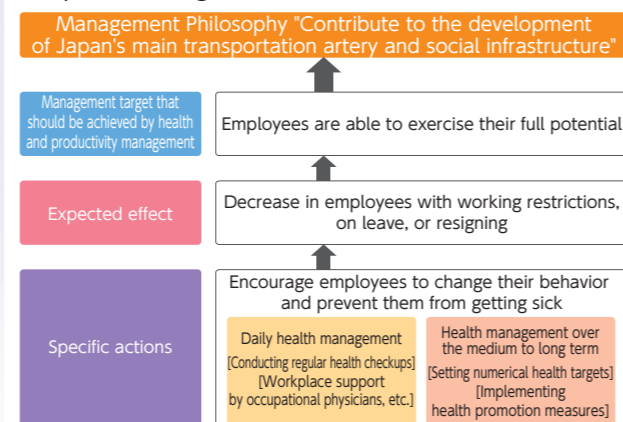 Management Philosophy "Contribute to the development
of Japan's main transportation artery and social infrastructure"
Management target that
should be achieved by health
and productivity management
Employees are able to exercise their full potential
Expected effect
Decrease in employees with working restrictions,
on leave, or resigning
Specific actions
Encourage employees to change their behavior
and prevent them from getting sick
Daily health management
[Conducting regular health checkups]
[Workplace support
by occupational physicians, etc.]
Health management over
the medium to long term
[Setting numerical health targets]
[Implementing
health promotion measures]